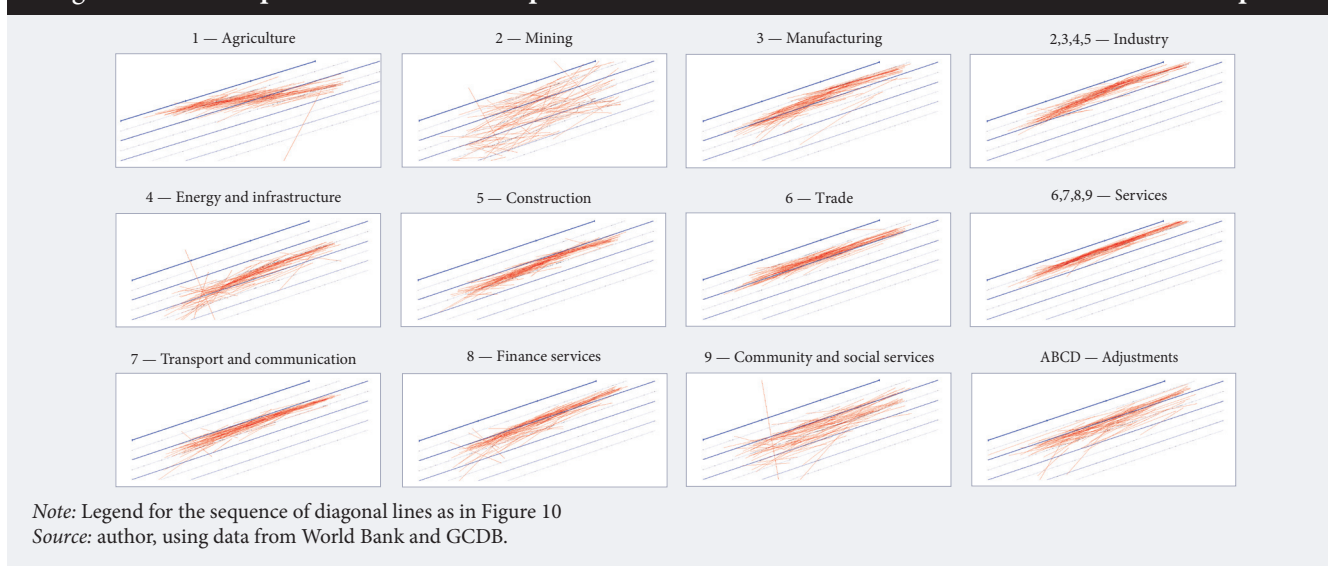 1 — Agriculture
2 — Mining
3 — Manufacturing
2,3,4,5 — Industry
4 — Energy and infrastructure
5 — Construction
6 — Trade
6,7,8,9 — Services
7 — Transport and communication
8 — Finance services
9 — Community and social services
ABCD — Adjustments
Note: Legend for the sequence of diagonal lines as in Figure 10
Source: author, using data from World Bank and GCDB.